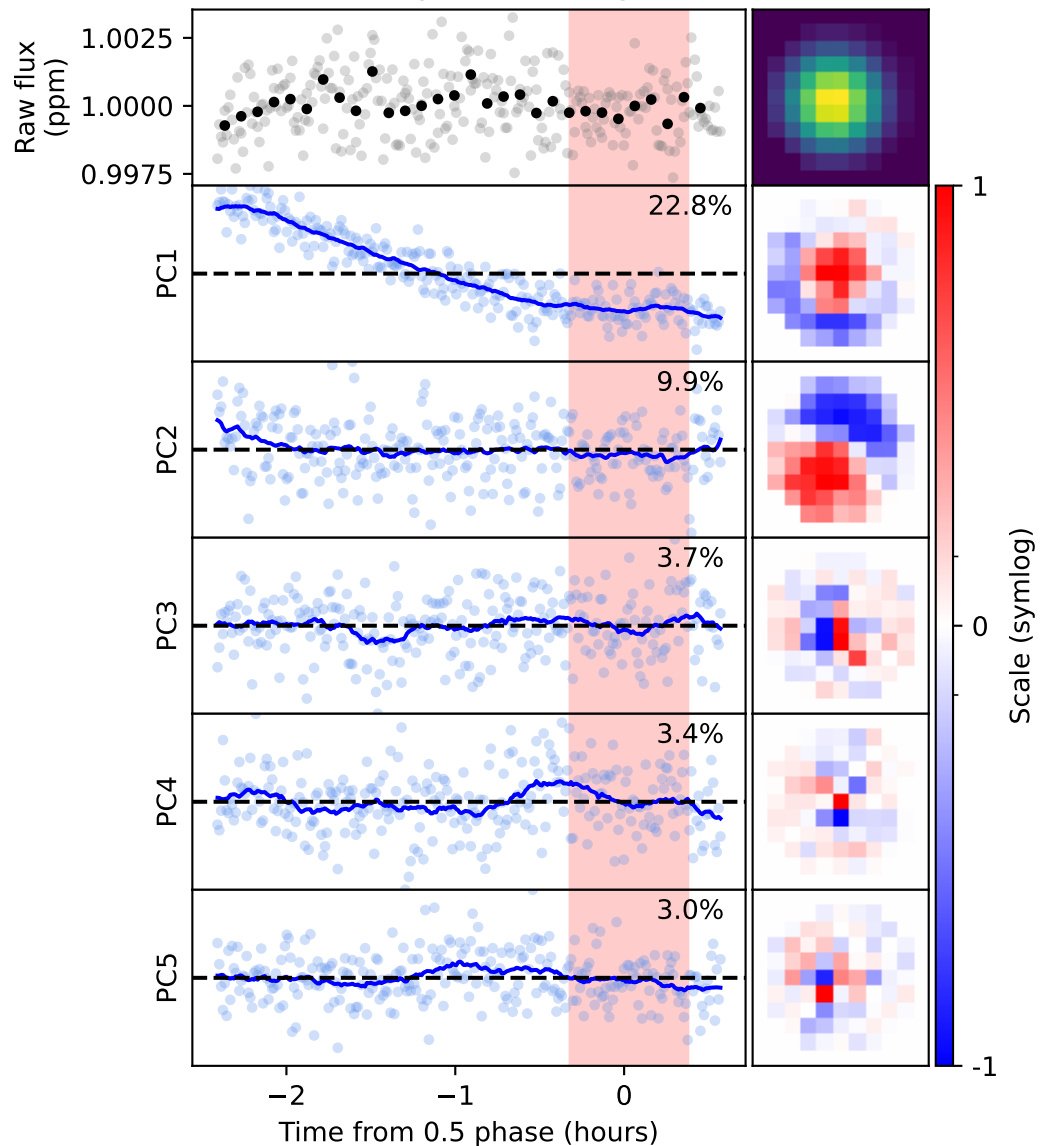 Raw flux
(ppm)
1.0025
1.0000
0.9975
PC1
22.8%
1
PC2
9.9%
PC3
3.7%
0
Scale (symlog)
PC4
3.4%
PC5
3.0%
-1
−2
−1
0
Time from 0.5 phase (hours)